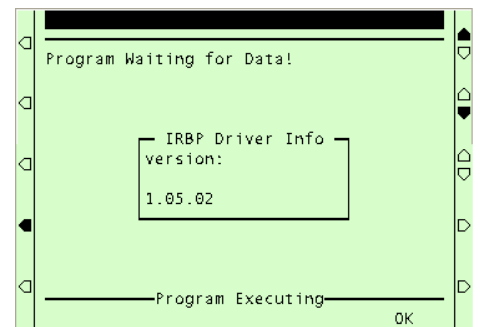 Program Waiting for Data!
IRBP Driver Info
version:
1.05.02
Program Executing
OK